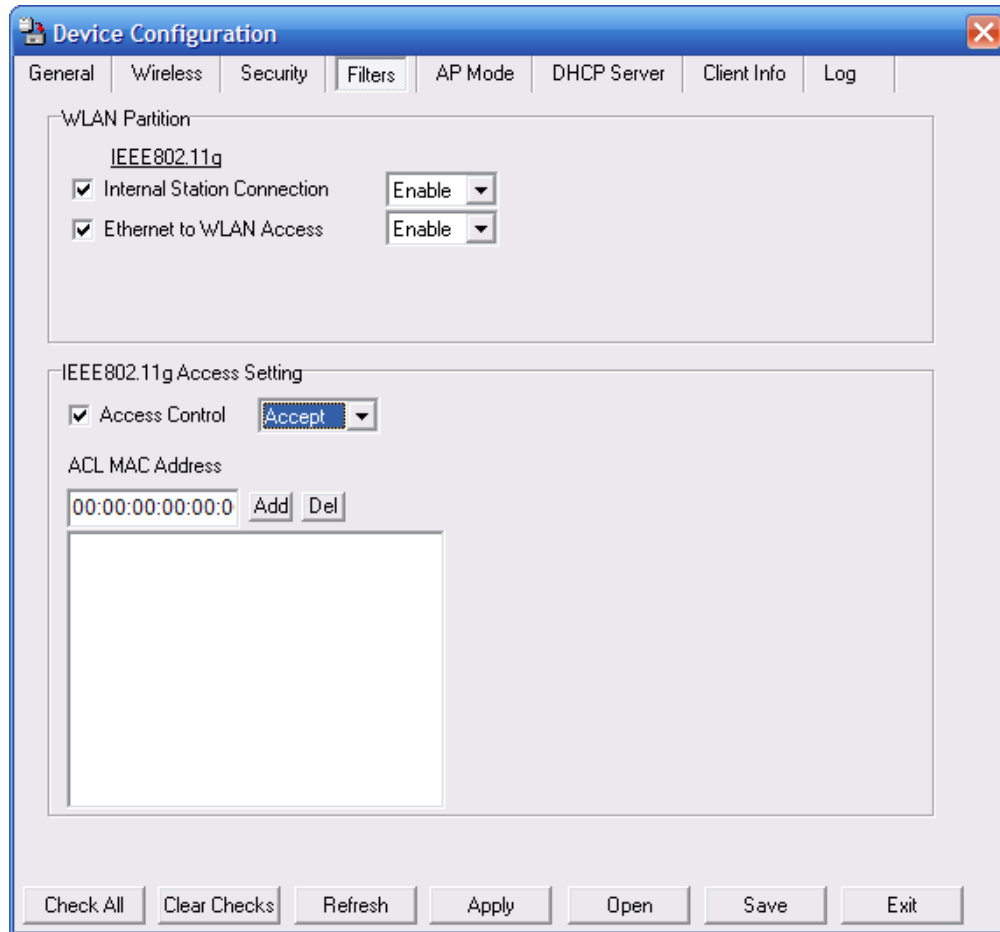 Device Configuration
General Wireless Security Filters AP Mode DHCP Server Client Info Log
WLAN Partition
IEEE802.11g
Internal Station Connection Enable
Ethernet to WLAN Access Enable
IEEE802.11g Access Setting
Access Control Accept
ACL MAC Address
00:00:00:00:00:0 Add Del
Check All Clear Checks Refresh Apply Open Save Exit